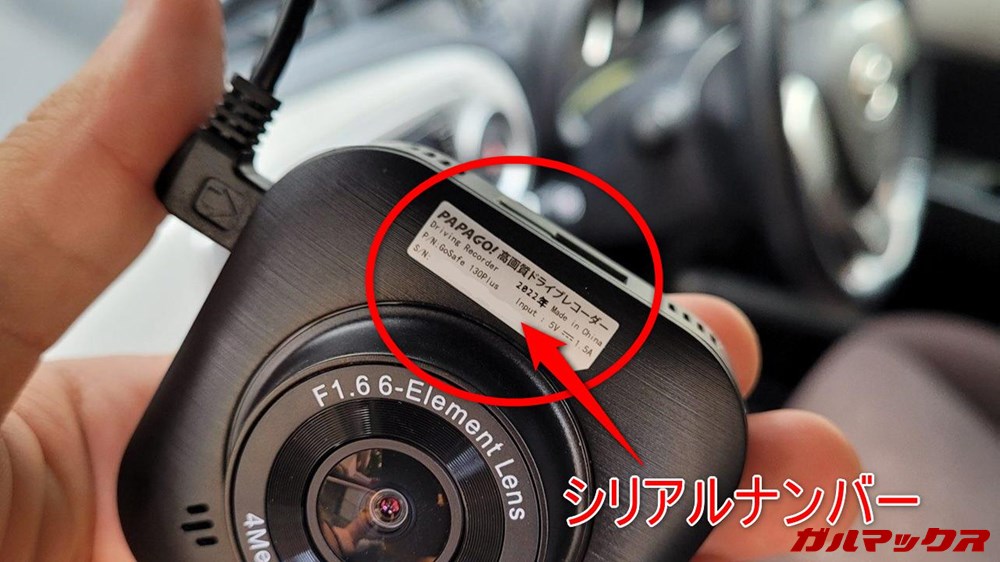 PAPAGO! 高画質ドライブレコーダー
Driving Recorder 2022年 Made in China
P/N:GoSafe 130Plus Input : 5V⎓1.5A
S/N:
F1.6 6-Element Lens
4Me
シリアルナンバー
ガルマックス